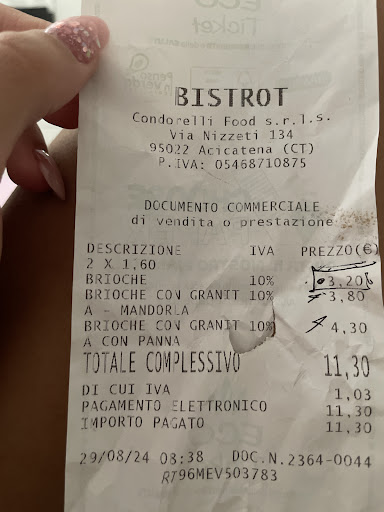 BISTROT
Condorelli Food s.r.l.s.
Via Nizzeti 134
95022 Acicatena (CT)
P.IVA: 05468710875
DOCUMENTO COMMERCIALE
di vendita o prestazione
DESCRIZIONE IVA PREZZO(€)
2 X 1,60
BRIOCHE 10% 3,20
BRIOCHE CON GRANIT 10% 3,80
A - MANDORLA
BRIOCHE CON GRANIT 10% 4,30
A CON PANNA
TOTALE COMPLESSIVO 11,30
DI CUI IVA 1,03
PAGAMENTO ELETTRONICO 11,30
IMPORTO PAGATO 11,30
29/08/24 08:38 DOC.N.2364-0044
RT96MEV503783